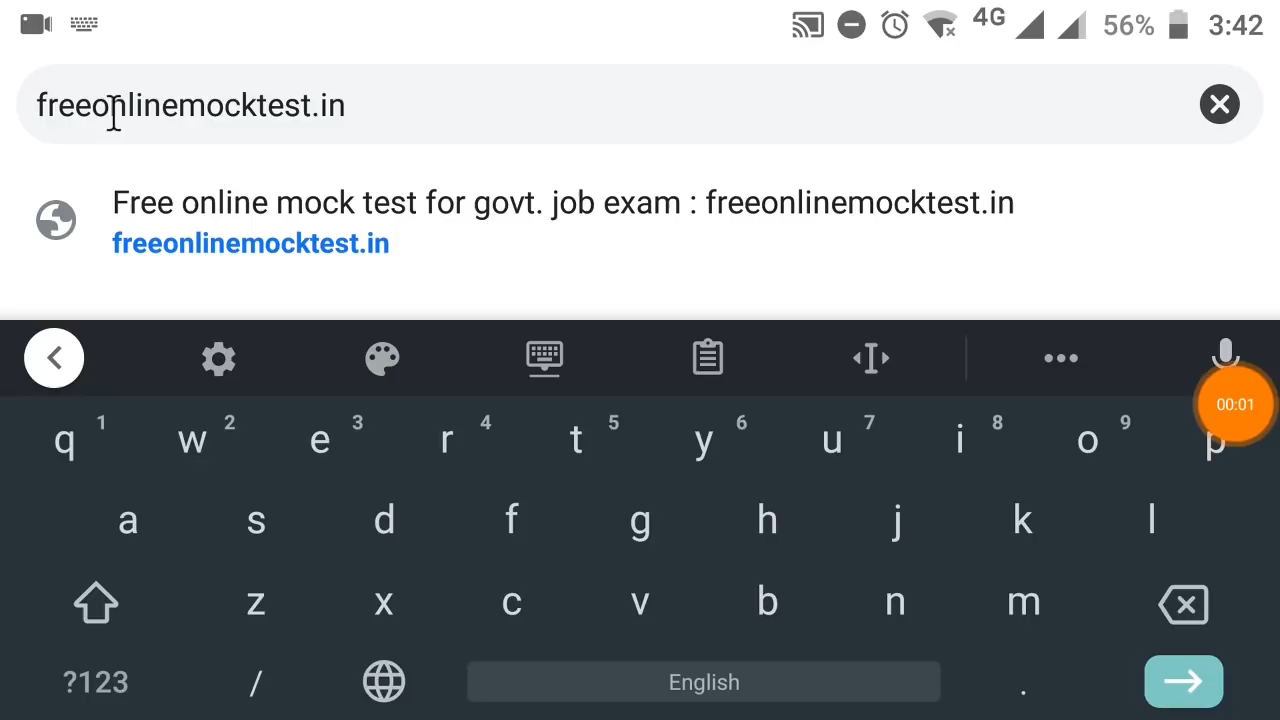 4G 56% 3:42
freeonlinemocktest.in
Free online mock test for govt. job exam : freeonlinemocktest.in
freeonlinemocktest.in
00:01
q 1 w 2 e 3 r 4 t 5 y 6 u 7 i 8 o 9 p
a s d f g h j k l
z x c v b n m
?123 / English .